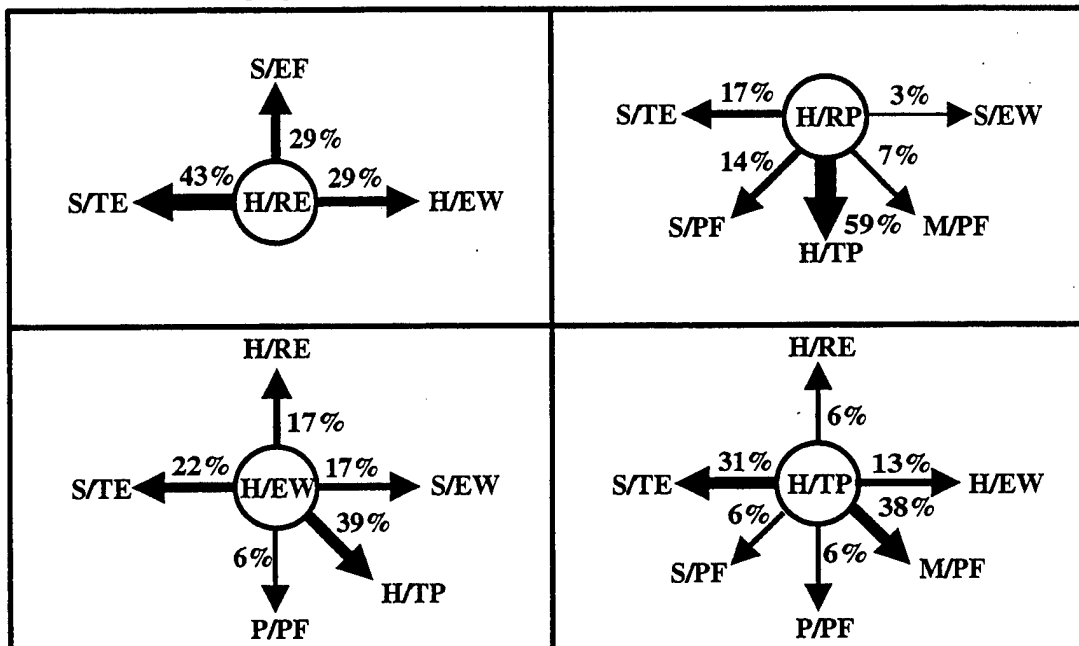 S/EF
29%
43%
29%
S/TE
H/RE
H/EW
17%
3%
S/TE
H/RP
S/EW
14%
7%
S/PF
59%
M/PF
H/TP
H/RE
17%
22%
17%
S/TE
H/EW
S/EW
39%
6%
H/TP
P/PF
H/RE
6%
31%
13%
S/TE
H/TP
H/EW
38%
6%
6%
S/PF
M/PF
P/PF